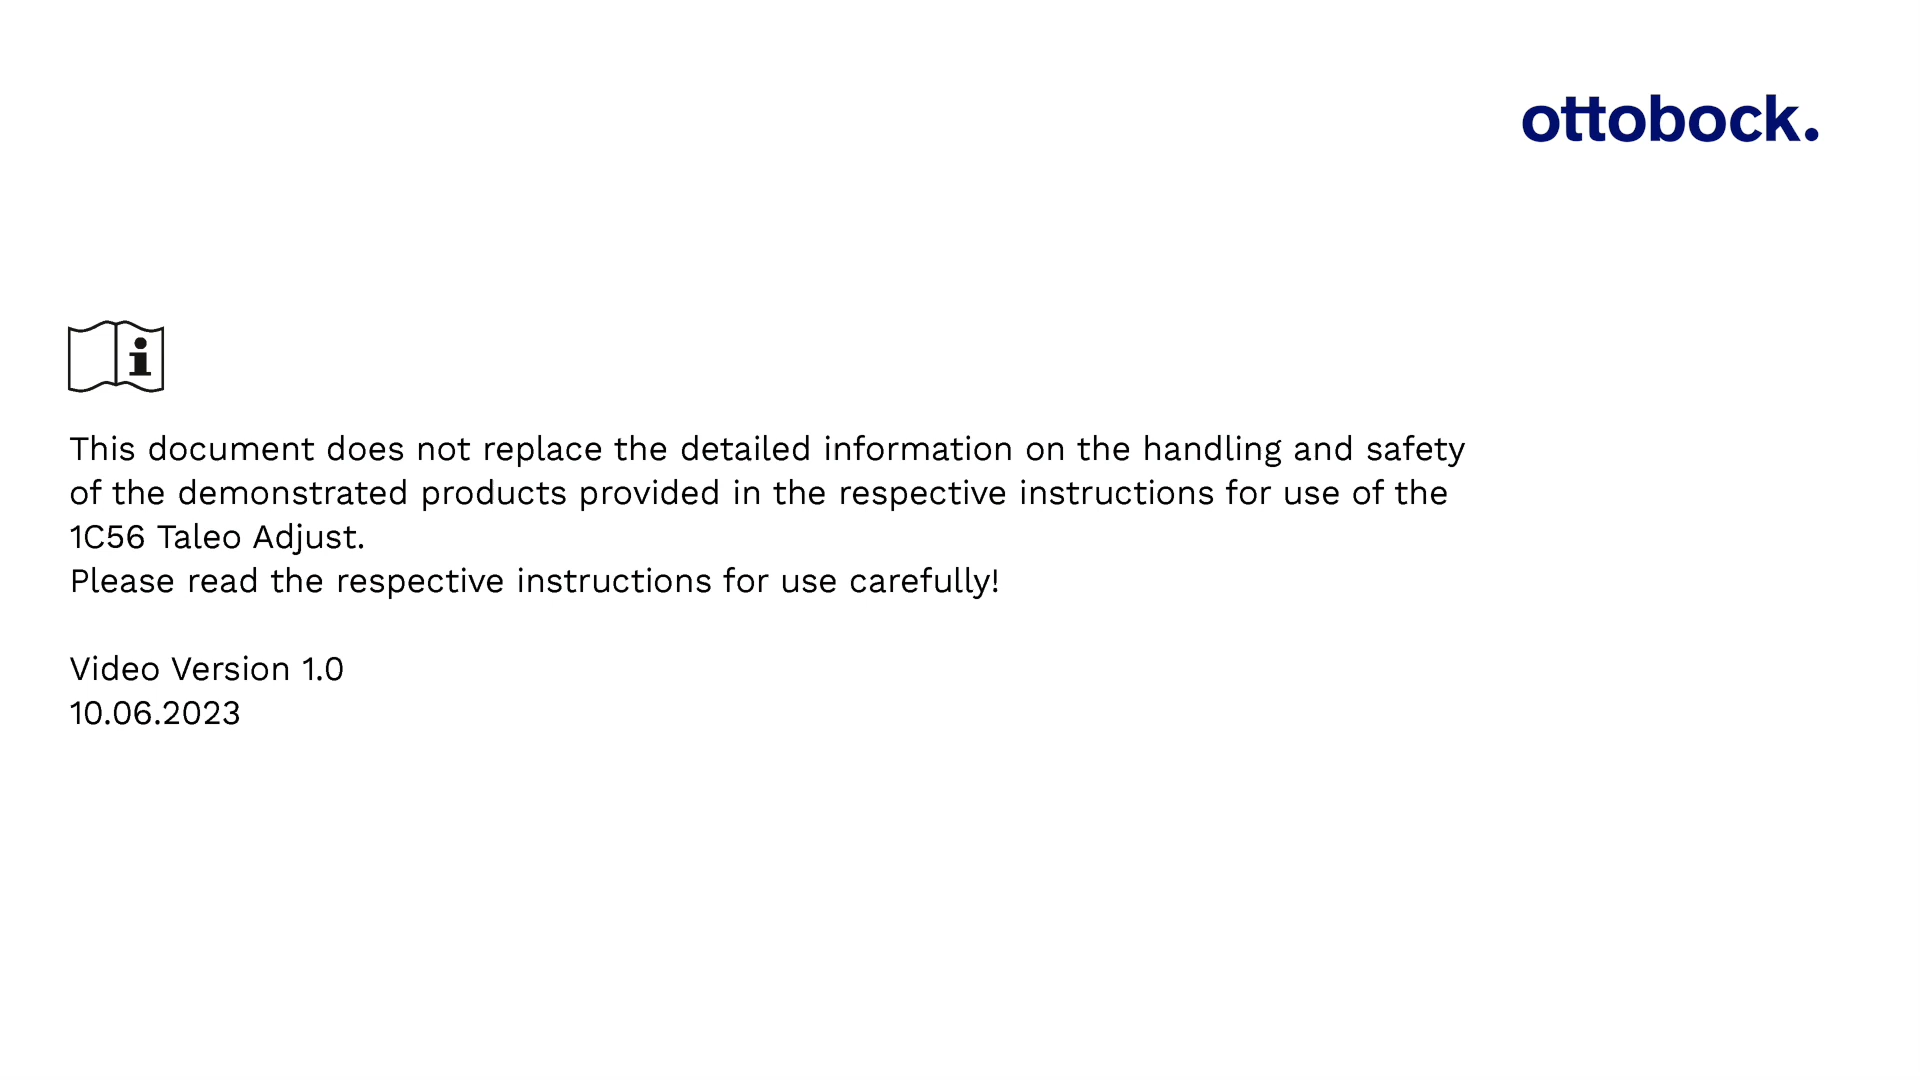 ottobock.
i
This document does not replace the detailed information on the handling and safety
of the demonstrated products provided in the respective instructions for use of the
1C56 Taleo Adjust.
Please read the respective instructions for use carefully!
Video Version 1.0
10.06.2023